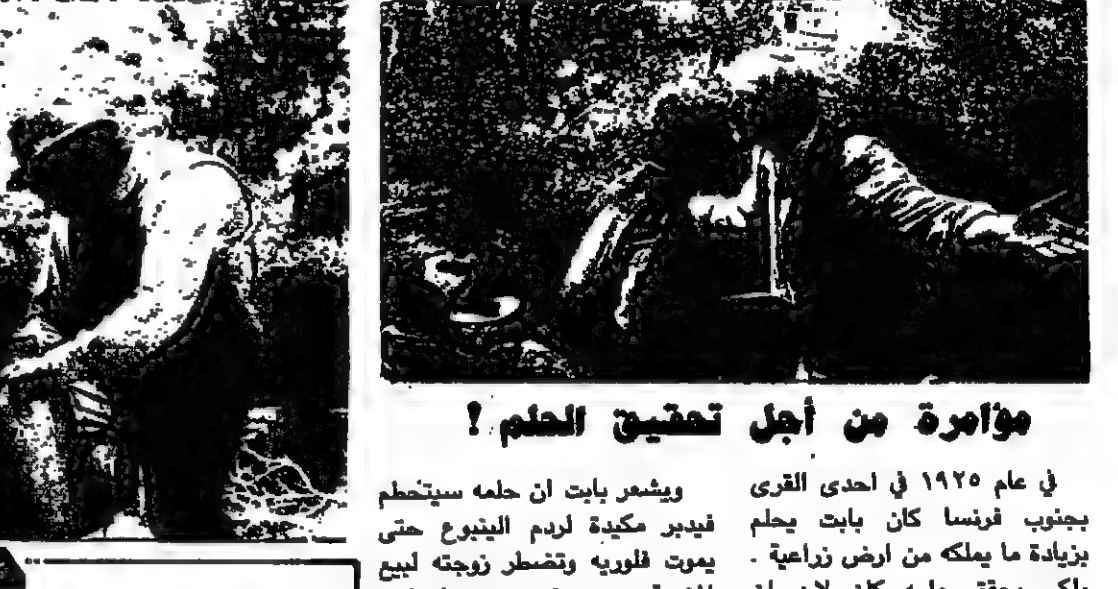 مؤامرة من أجل تحقيق الحلم !
في عام ١٩٢٥ في احدى القرى
بجنوب فرنسا كان بابت يحلم
بزيادة ما يملكه من ارض زراعية .
ويشعر بابت ان حلمه سيتحطم
فيدبر مكيدة لردم الينبوع حتى
يموت فلوريه وتضطر زوجته لبيع